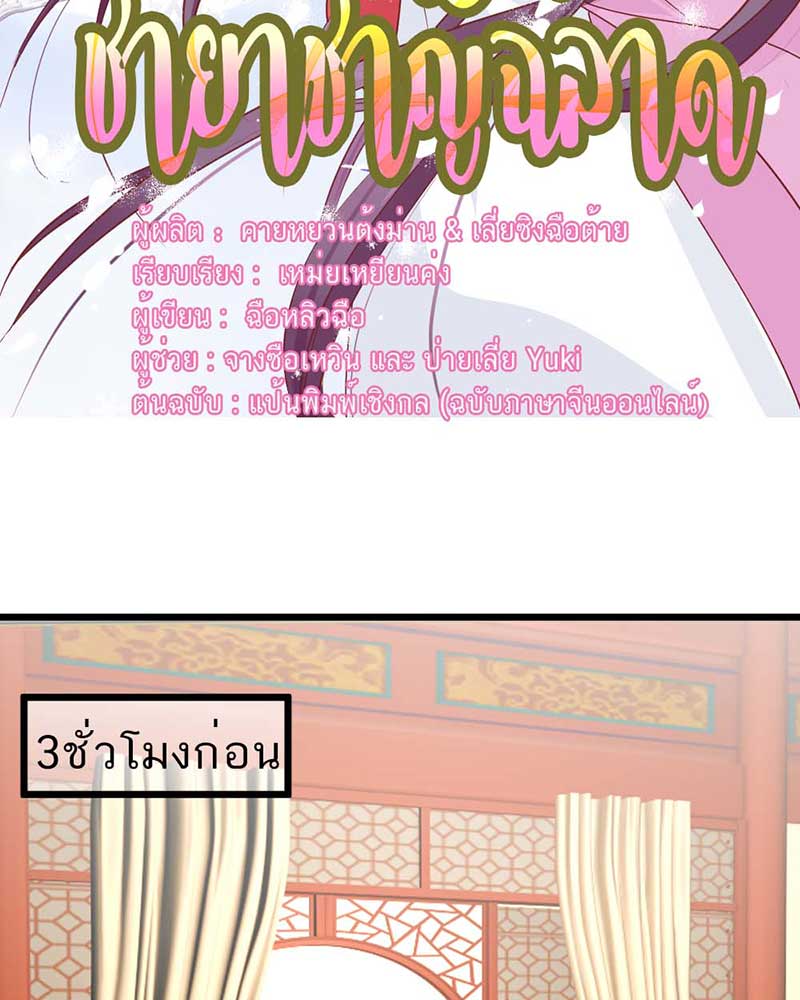 ชายาชาญฉลาด
ผู้ผลิต : คายหยวนต้งม่าน & เลี่ยซิงฉือต้าย
เรียบเรียง : เหม่ยเหยียนค่ง
ผู้เขียน : ฉือหลิวฉือ
ผู้ช่วย : จางซือเหวิน และ ป่ายเลี่ย Yuki
ต้นฉบับ : แป้นพิมพ์เชิงกล (ฉบับภาษาจีนออนไลน์)
3ชั่วโมงก่อน